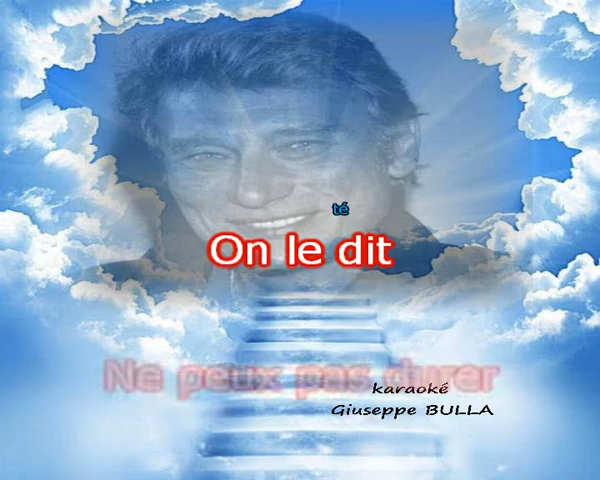 té
On le dit
Ne peux pas durer
karaoké
Giuseppe BULLA